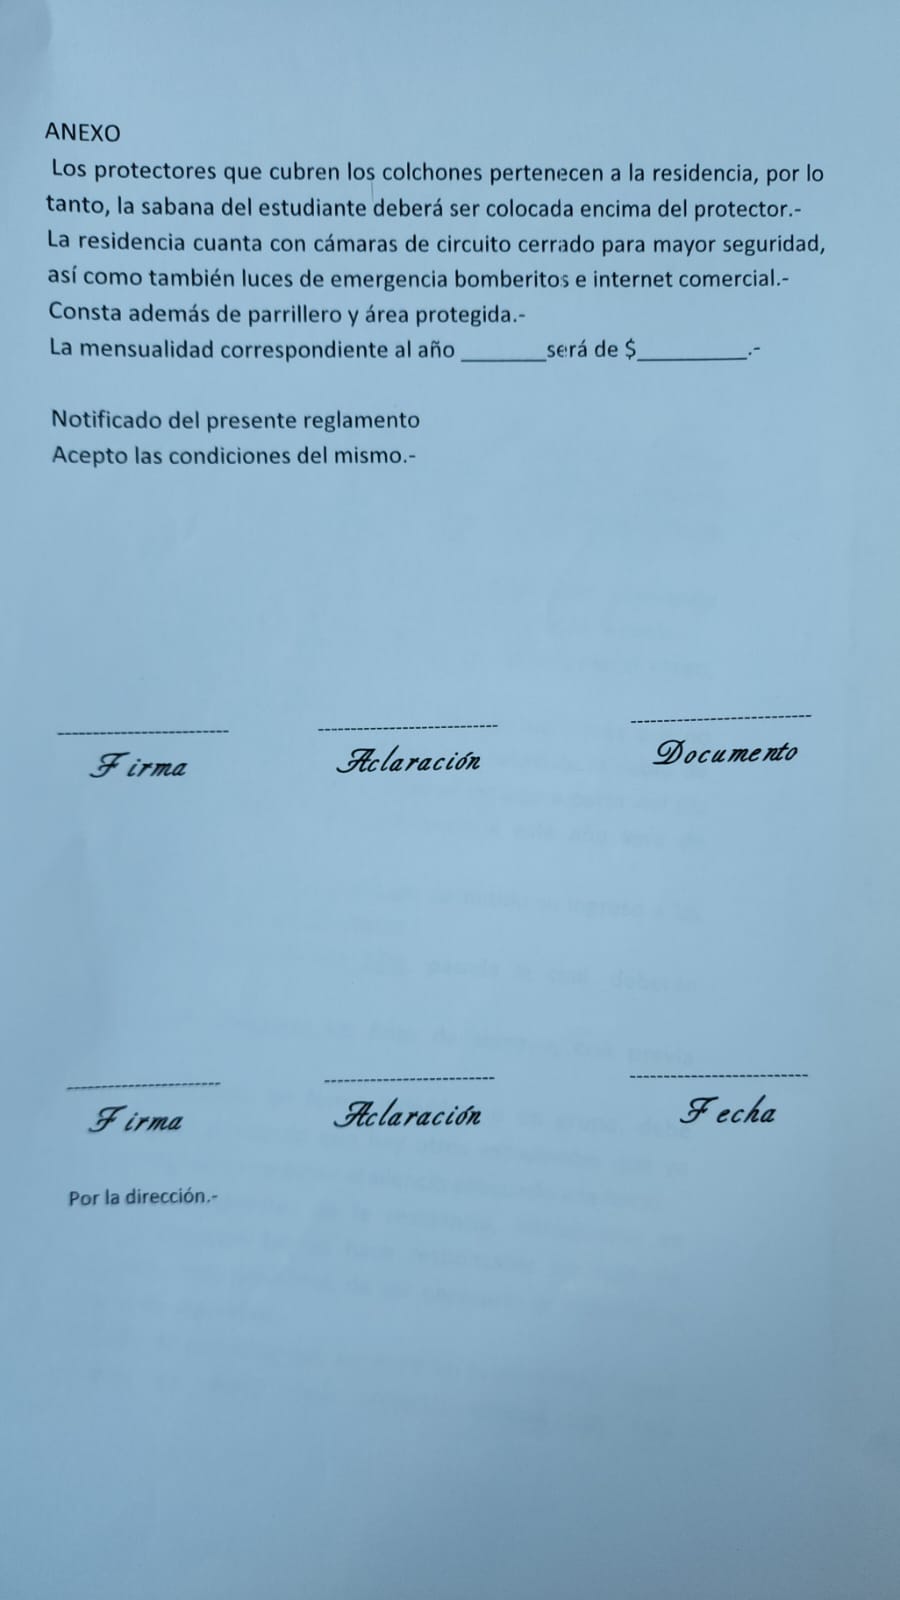 ANEXO
Los protectores que cubren los colchones pertenecen a la residencia, por lo
tanto, la sabana del estudiante deberá ser colocada encima del protector.-
La residencia cuanta con cámaras de circuito cerrado para mayor seguridad,
así como también luces de emergencia bomberitos e internet comercial.-
Consta además de parrillero y área protegida.-
La mensualidad correspondiente al año _______será de $_________.-
Notificado del presente reglamento
Acepto las condiciones del mismo.-
Firma Aclaración Documento
Firma Aclaración Fecha
Por la dirección.-